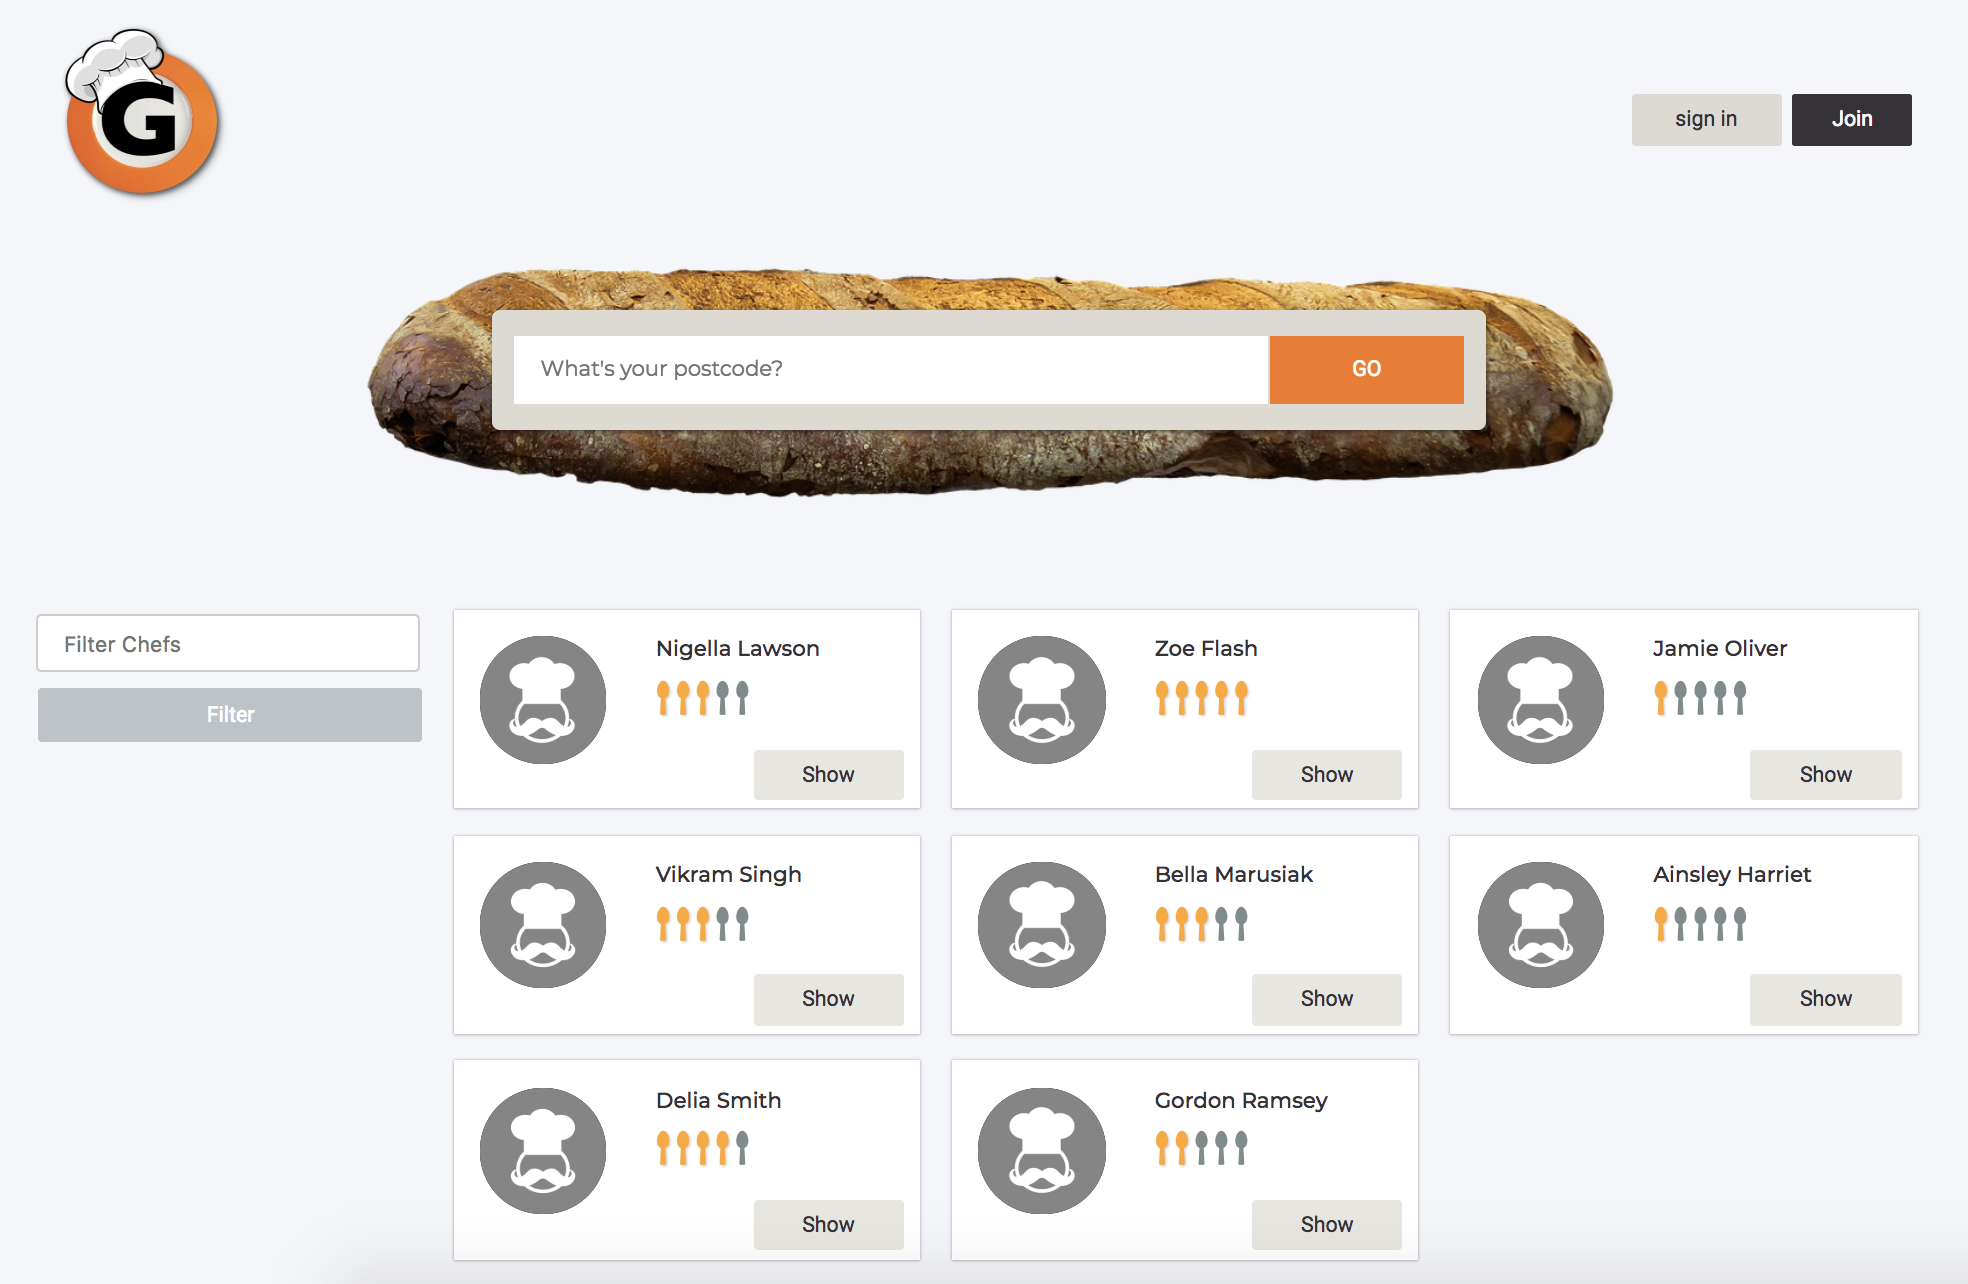 G
sign in
Join
What's your postcode?
GO
Filter Chefs
Filter
Nigella Lawson
Show
Zoe Flash
Show
Jamie Oliver
Show
Vikram Singh
Show
Bella Marusiak
Show
Ainsley Harriet
Show
Delia Smith
Show
Gordon Ramsey
Show